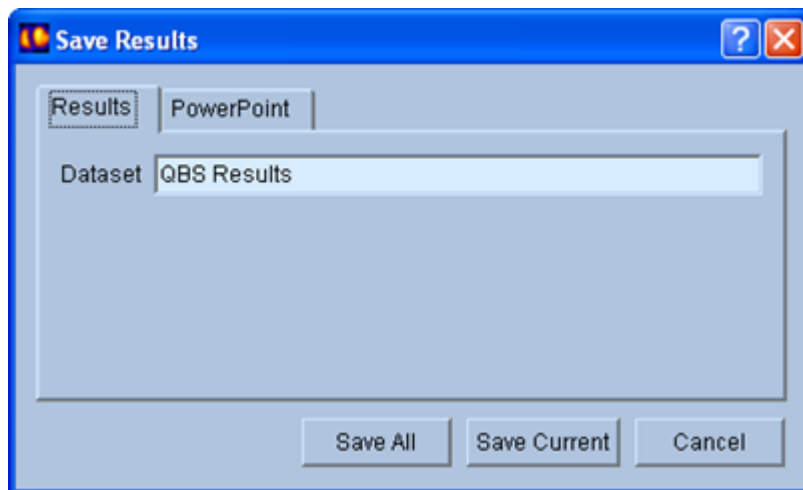 Save Results
?
Results PowerPoint
Dataset QBS Results
Save All Save Current Cancel